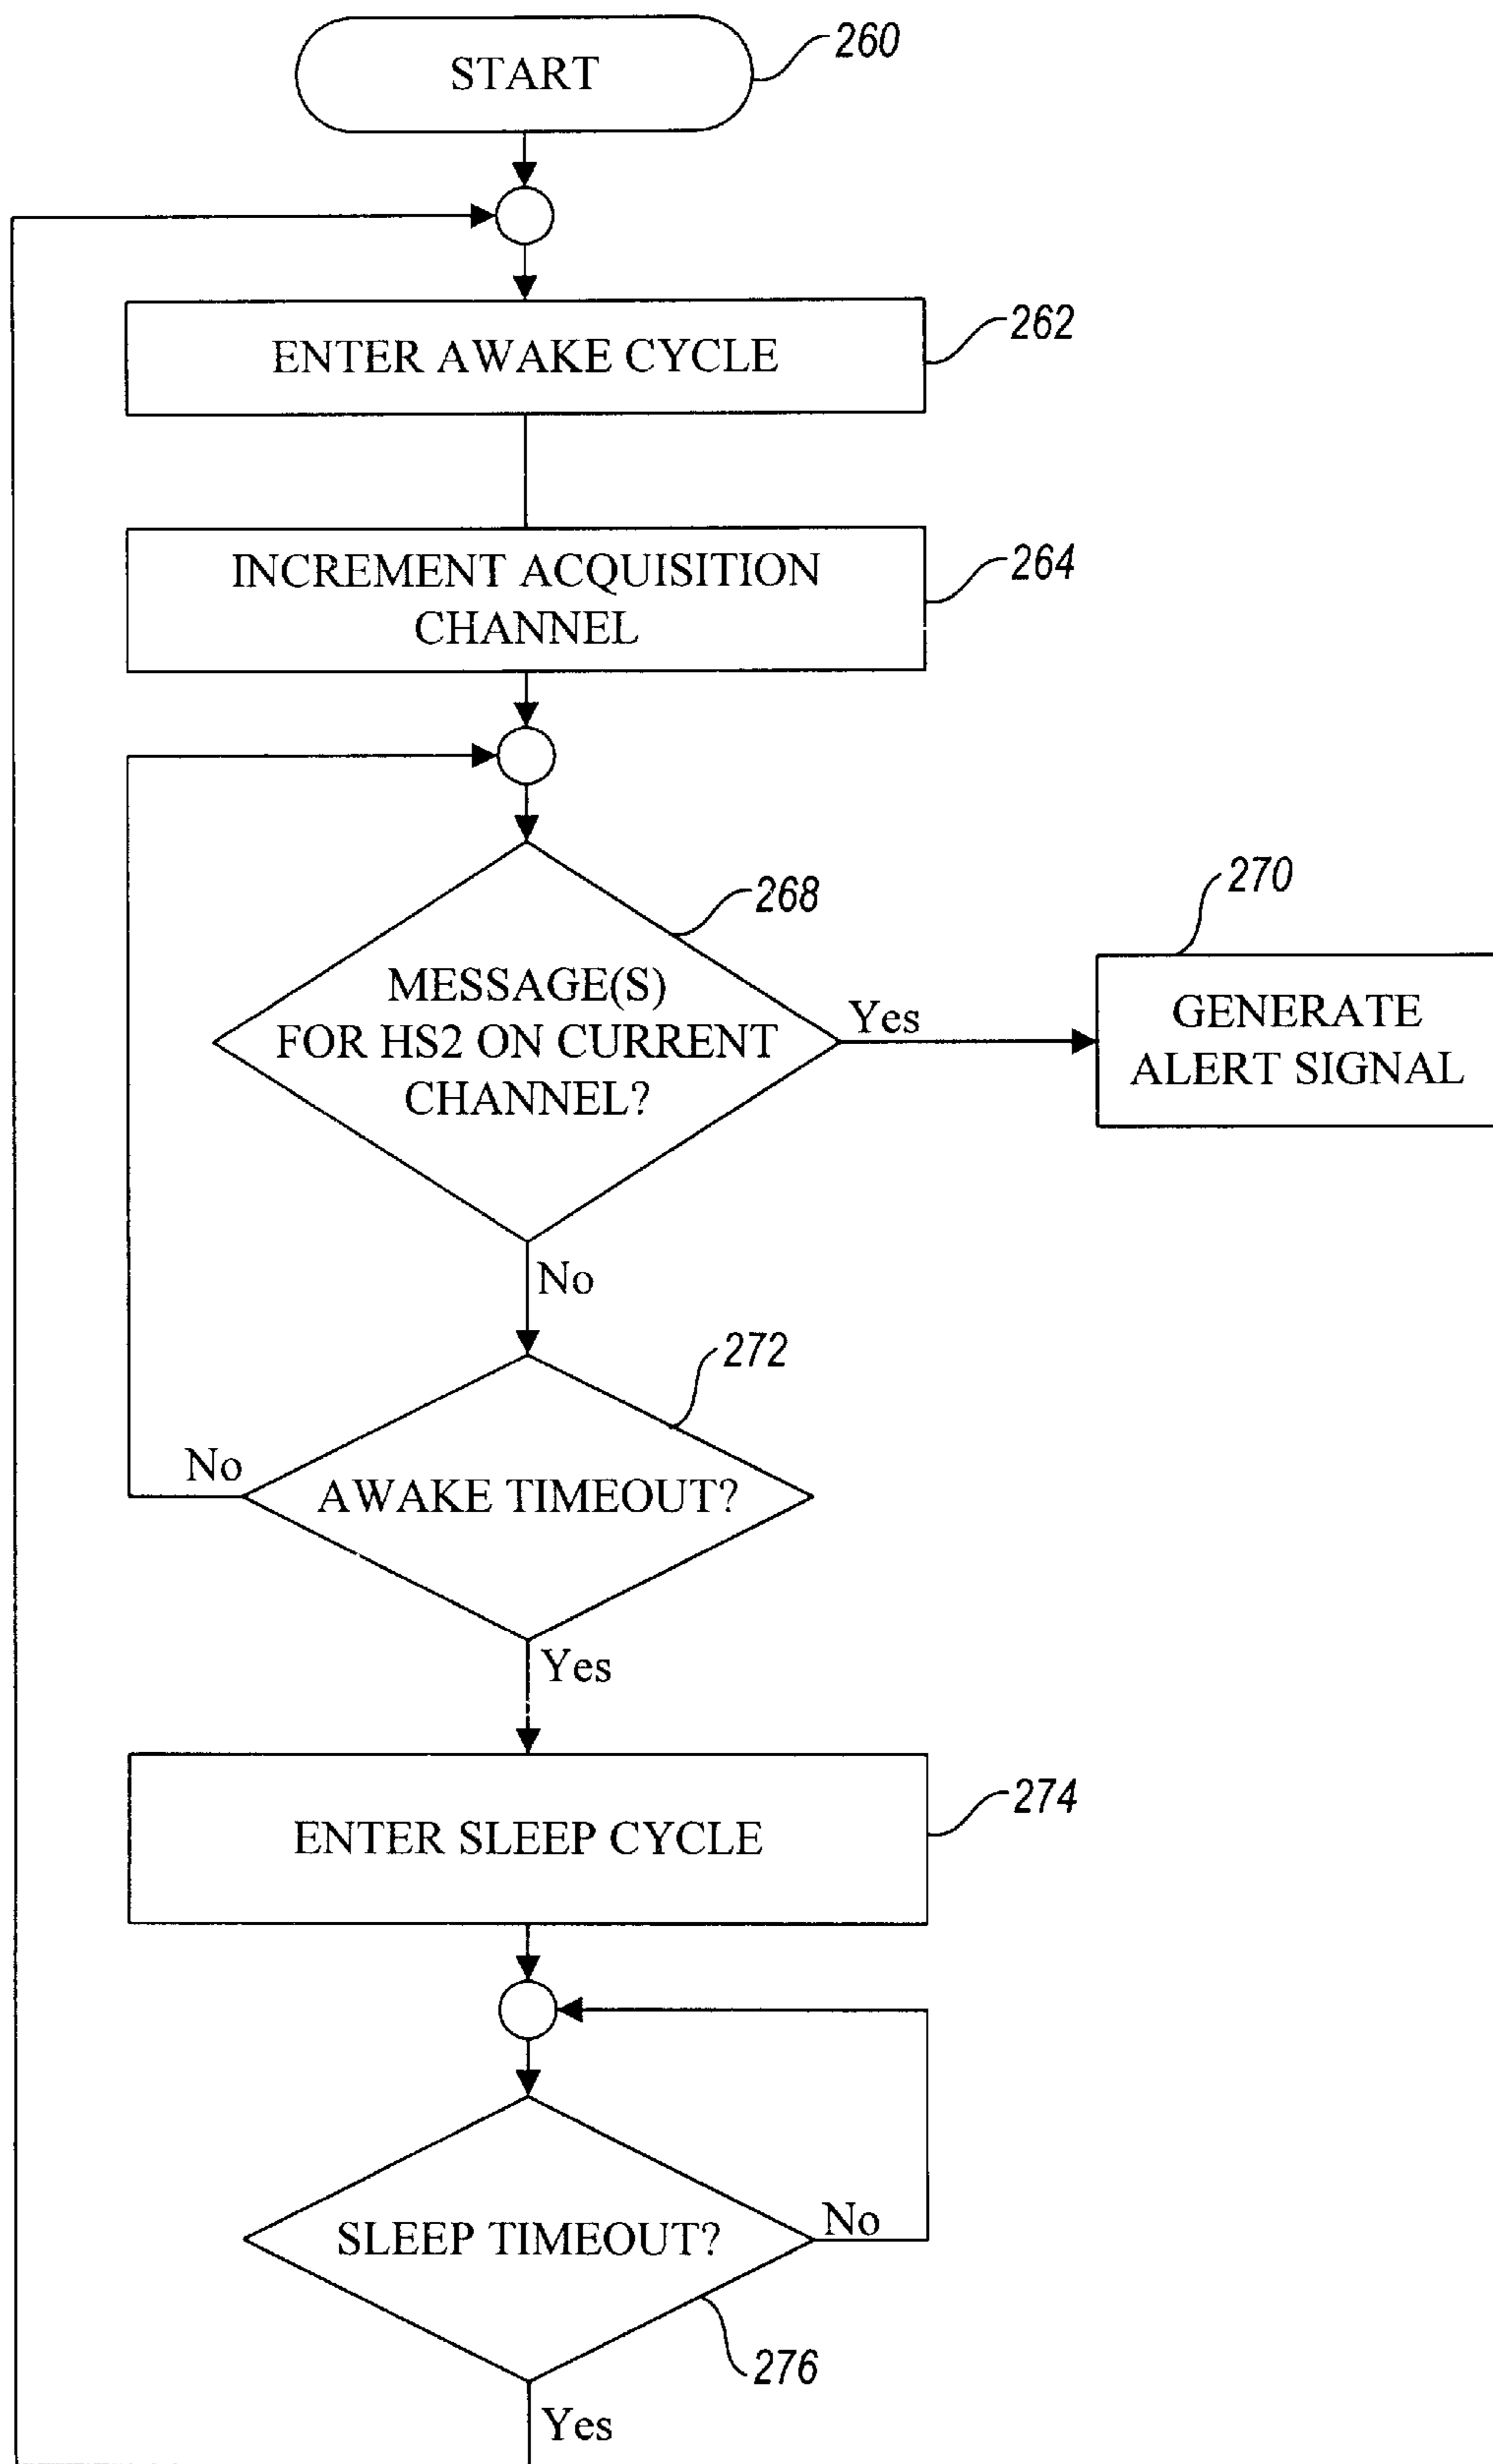 START
260
ENTER AWAKE CYCLE
262
INCREMENT ACQUISITION
CHANNEL
264
268
MESSAGE(S)
FOR HS2 ON CURRENT
CHANNEL?
Yes
270
GENERATE
ALERT SIGNAL
No
272
No
AWAKE TIMEOUT?
Yes
274
ENTER SLEEP CYCLE
SLEEP TIMEOUT?
No
276
Yes